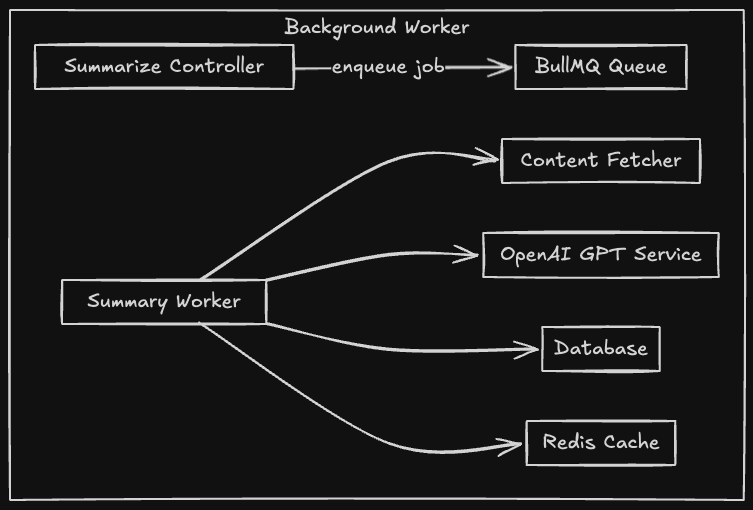 Background Worker
Summarize Controller
enqueue job
BullMQ Queue
Content Fetcher
OpenAI GPT Service
Summary Worker
Database
Redis Cache